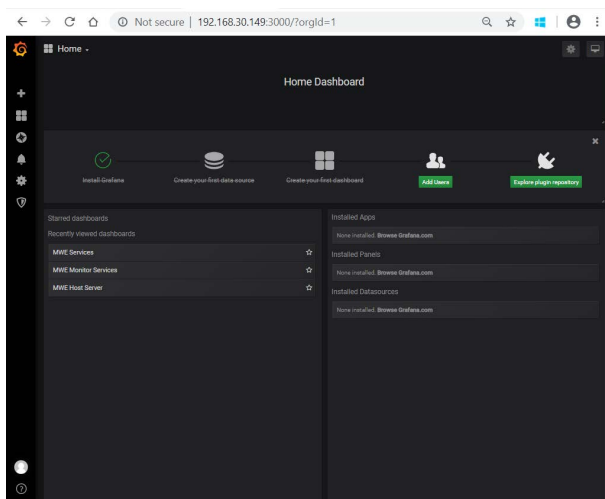 Not secure | 192.168.30.149:3000/?orgId=1
Home
Home Dashboard
Install Grafana
Create your first data source
Create your first dashboard
Add Users
Explore plugin repository
Starred dashboards
Recently viewed dashboards
MWE Services
MWE Monitor Services
MWE Host Server
Installed Apps
None installed. Browse Grafana.com
Installed Panels
None installed. Browse Grafana.com
Installed Datasources
None installed. Browse Grafana.com